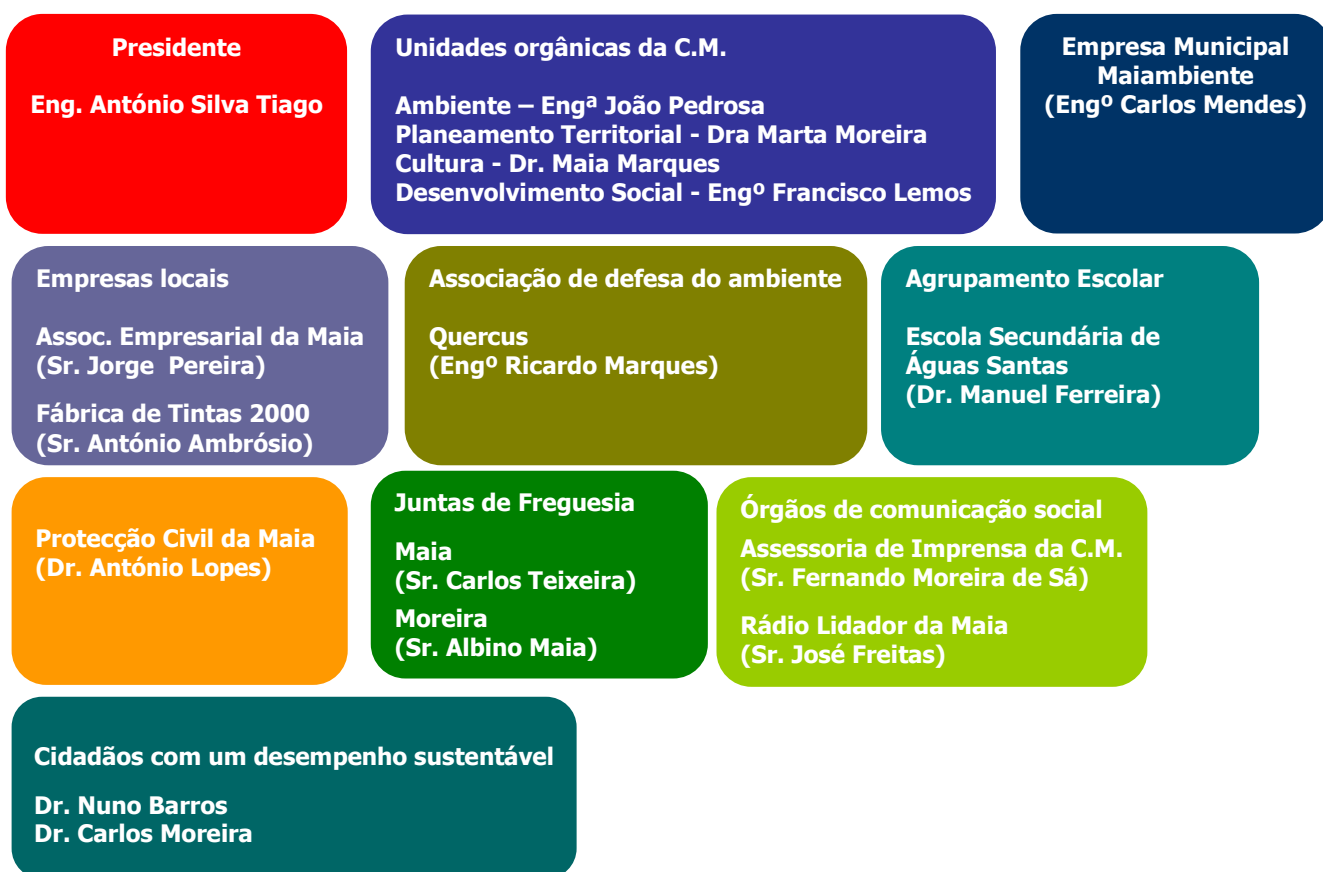 Presidente
Eng. António Silva Tiago
Unidades orgânicas da C.M.
Ambiente – Engª João Pedrosa
Planeamento Territorial - Dra Marta Moreira
Cultura - Dr. Maia Marques
Desenvolvimento Social - Engº Francisco Lemos
Empresa Municipal
Maiambiente
(Engº Carlos Mendes)
Empresas locais
Assoc. Empresarial da Maia
(Sr. Jorge  Pereira)
Fábrica de Tintas 2000
(Sr. António Ambrósio)
Associação de defesa do ambiente
Quercus
(Engº Ricardo Marques)
Agrupamento Escolar
Escola Secundária de
Águas Santas
(Dr. Manuel Ferreira)
Protecção Civil da Maia
(Dr. António Lopes)
Juntas de Freguesia
Maia
(Sr. Carlos Teixeira)
Moreira
(Sr. Albino Maia)
Órgãos de comunicação social
Assessoria de Imprensa da C.M.
(Sr. Fernando Moreira de Sá)
Rádio Lidador da Maia
(Sr. José Freitas)
Cidadãos com um desempenho sustentável
Dr. Nuno Barros
Dr. Carlos Moreira